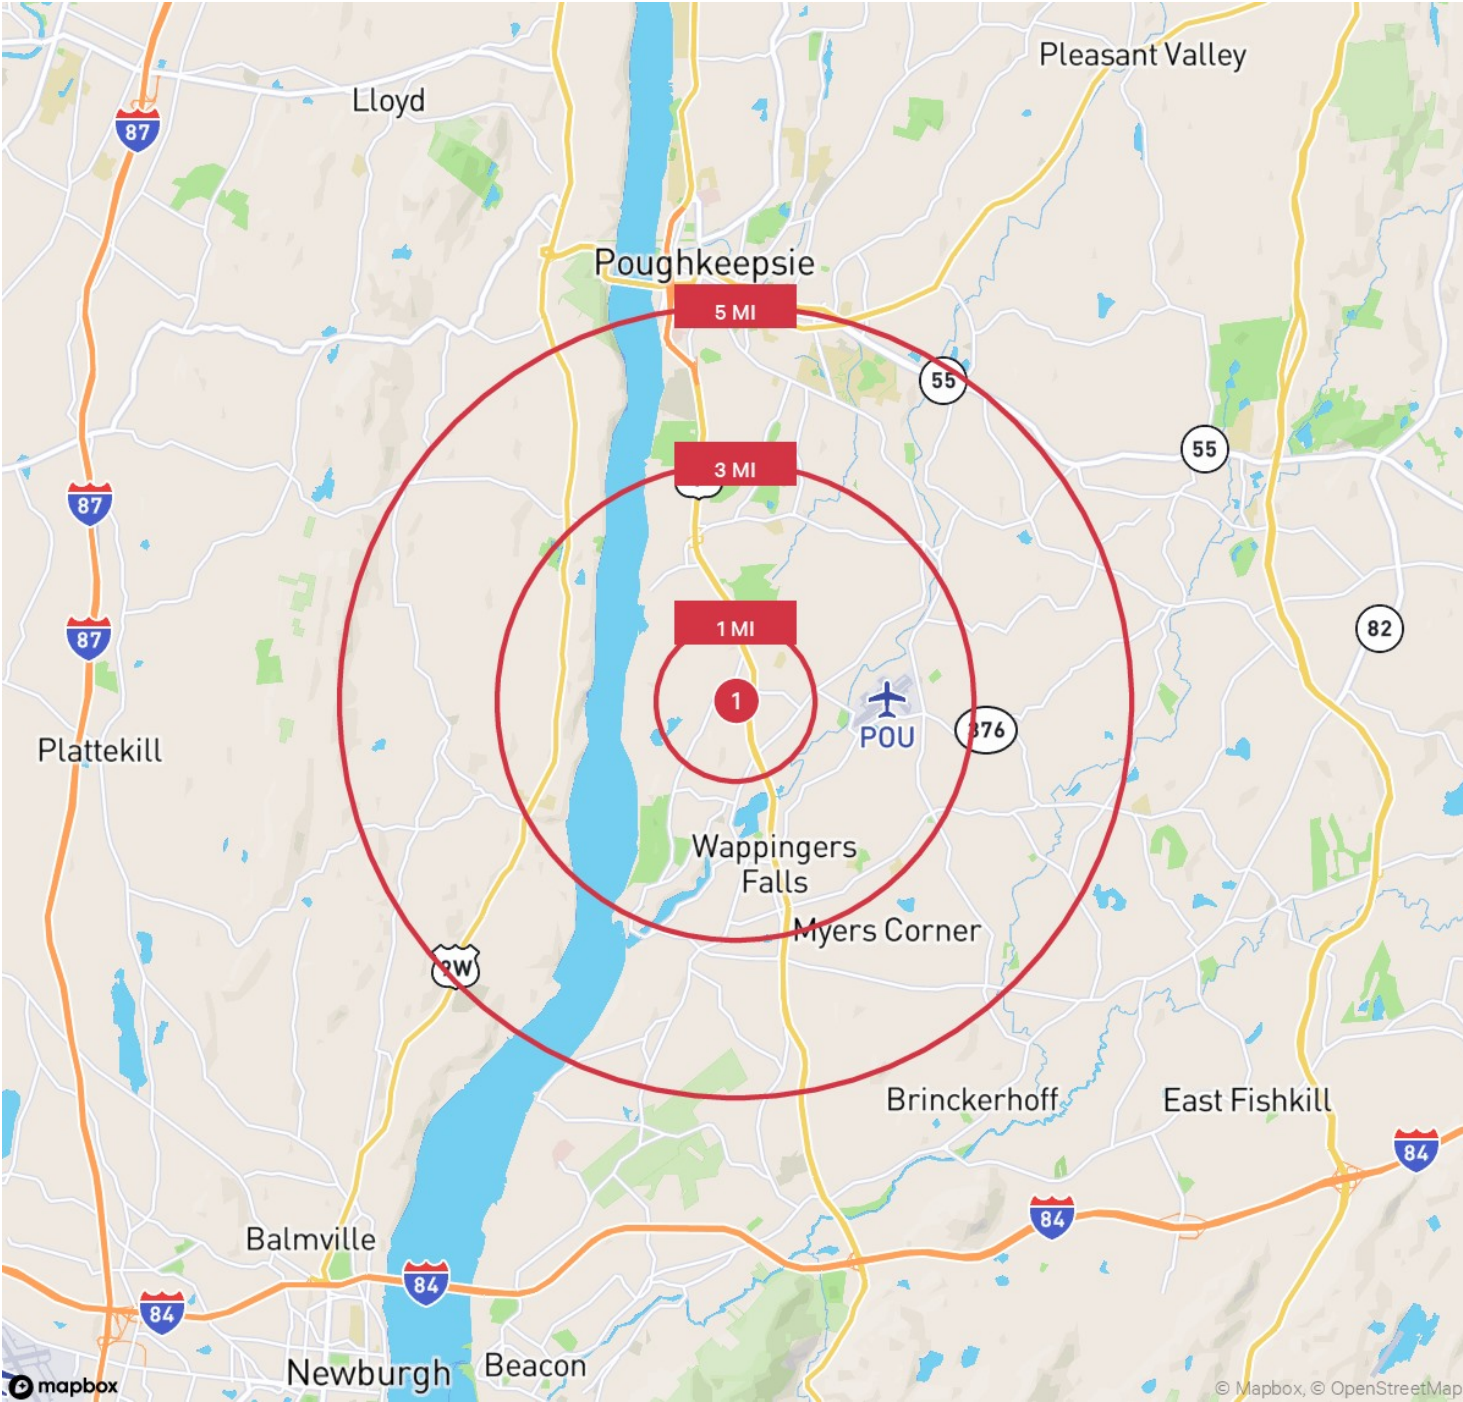 Pleasant Valley
Lloyd
87
Poughkeepsie
5 MI
55
55
3 MI
87
1 MI
82
87
1
376
POU
Plattekill
Wappingers
Falls
Myers Corner
9W
Brinckerhoff
East Fishkill
84
84
Balmville
84
84
Newburgh
Beacon
mapbox
© Mapbox, © OpenStreetMap